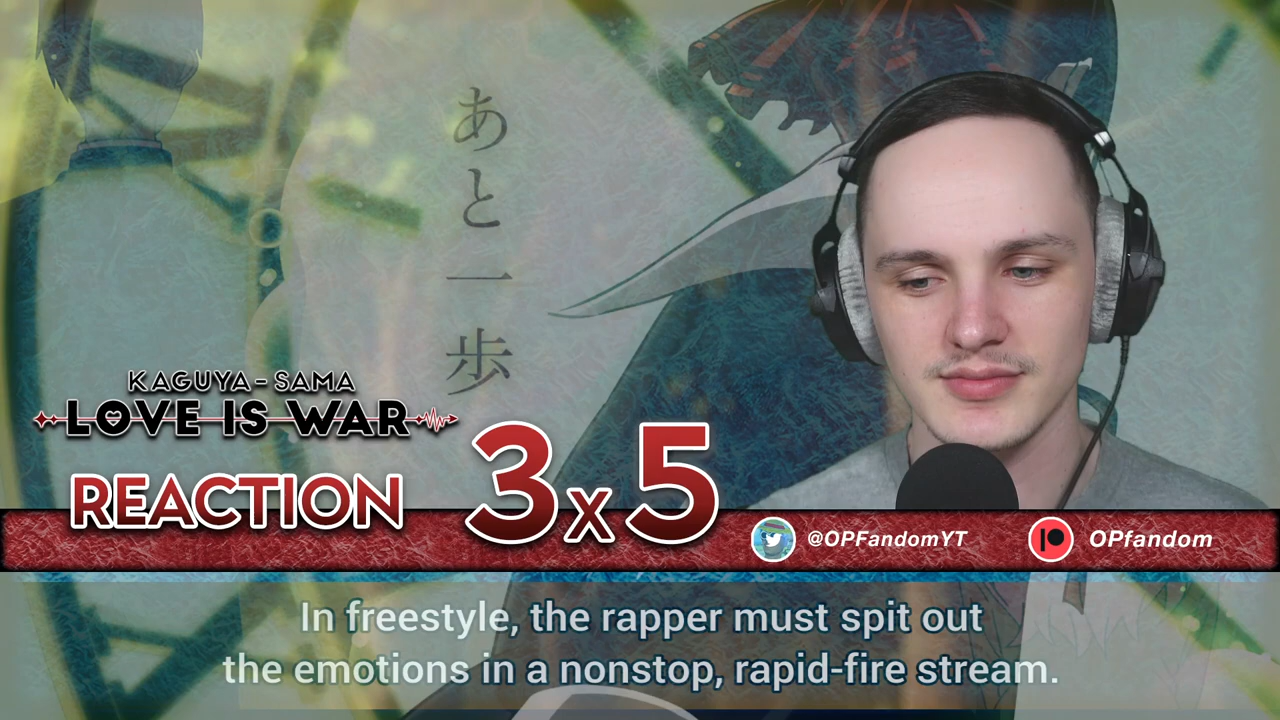 あと一歩
KAGUYA-SAMA
LOVE IS WAR
REACTION
3x5
@OPFandomYT
OPfandom
In freestyle, the rapper must spit out
the emotions in a nonstop, rapid-fire stream.